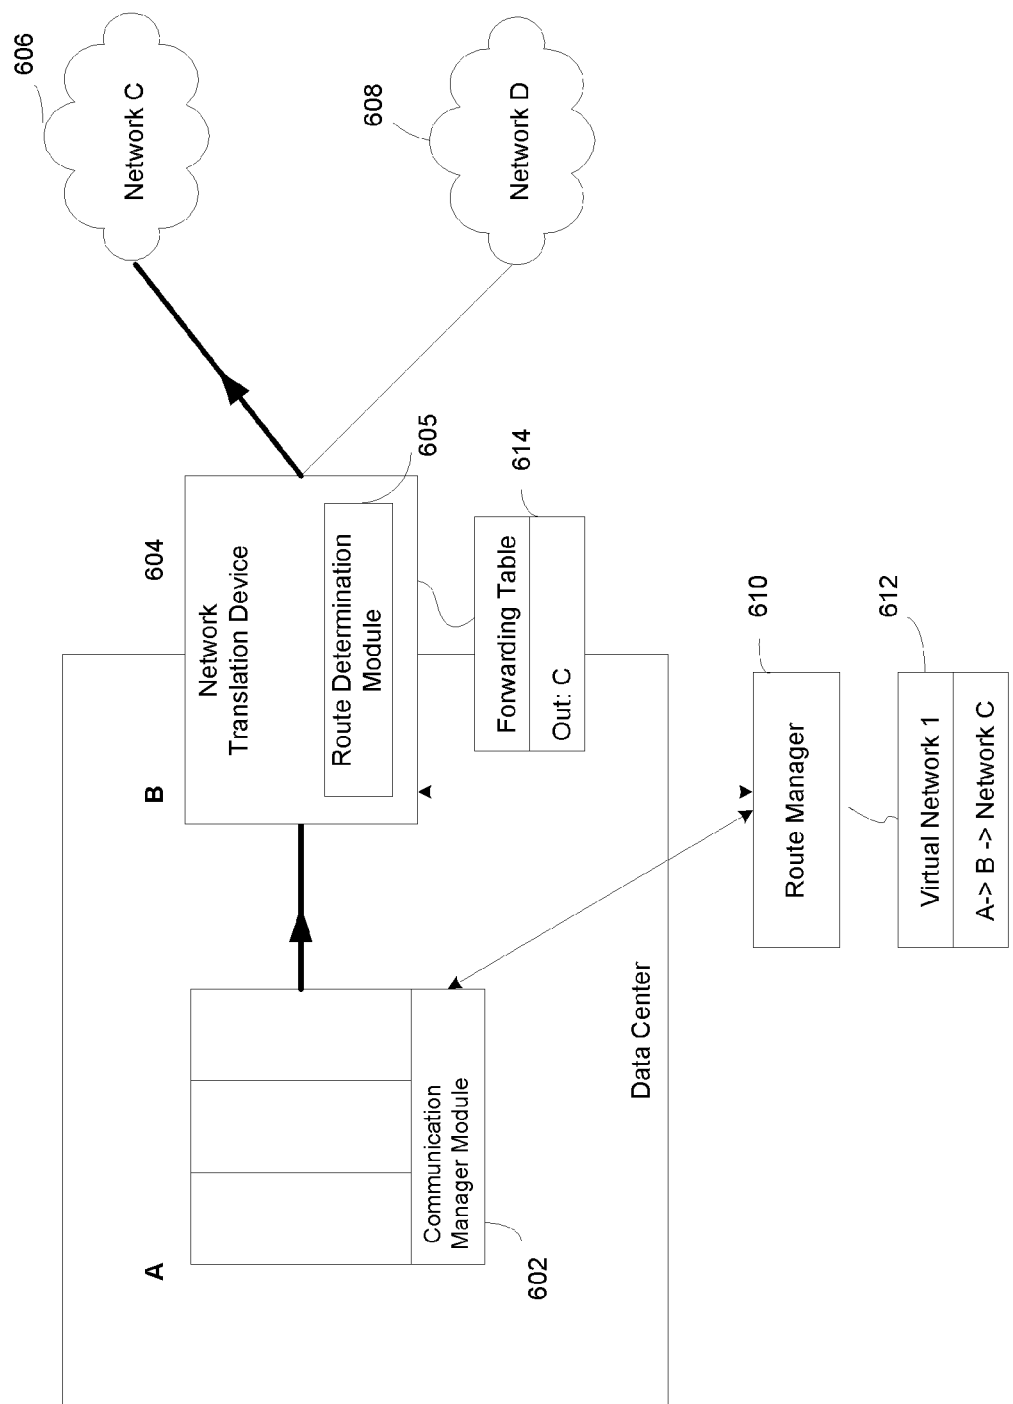 A
Communication
Manager Module
602
Data Center
B
604
Network
Translation Device
Route Determination
Module
605
Forwarding Table
Out: C
614
Route Manager
610
Virtual Network 1
A-> B -> Network C
612
Network C
606
Network D
608